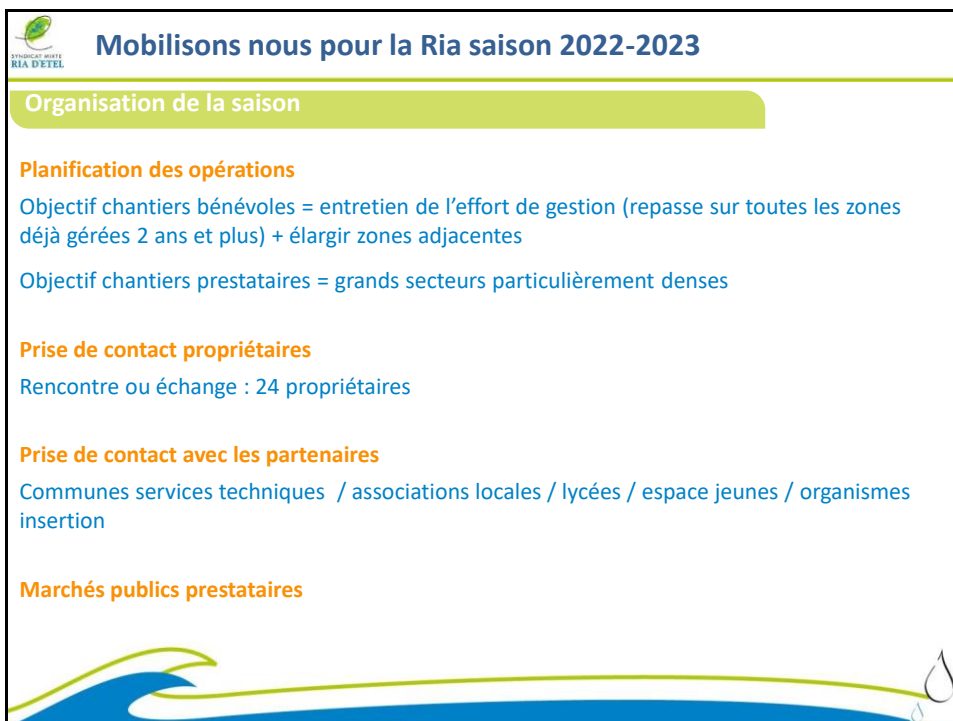 SYNDICAT MIXTE
RIA D'ETEL
Mobilisons nous pour la Ria saison 2022-2023
Organisation de la saison
Planification des opérations
Objectif chantiers bénévoles = entretien de l’effort de gestion (repasse sur toutes les zones
déjà gérées 2 ans et plus) + élargir zones adjacentes
Objectif chantiers prestataires = grands secteurs particulièrement denses
Prise de contact propriétaires
Rencontre ou échange : 24 propriétaires
Prise de contact avec les partenaires
Communes services techniques / associations locales / lycées / espace jeunes / organismes
insertion
Marchés publics prestataires